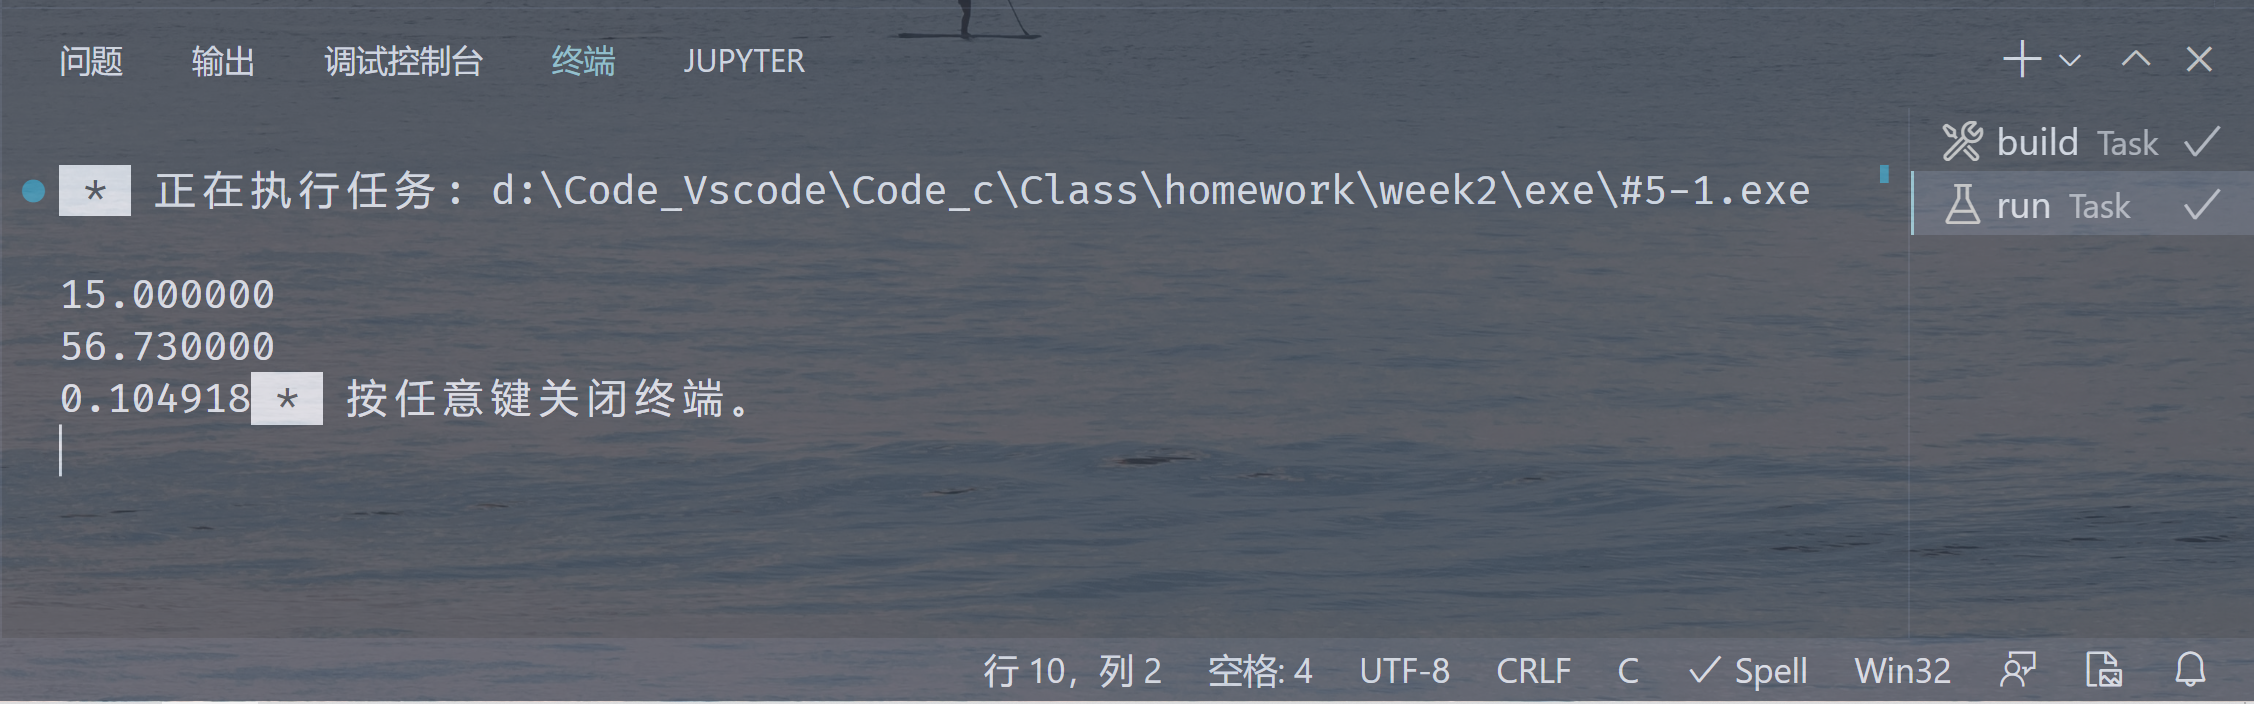 问题 输出 调试控制台 终端 JUPYTER
build Task
* 正在执行任务: d:\Code_Vscode\Code_c\Class\homework\week2\exe\#5-1.exe
run Task
15.000000
56.730000
0.104918 * 按任意键关闭终端。
行 10，列 2 空格: 4 UTF-8 CRLF C Spell Win32